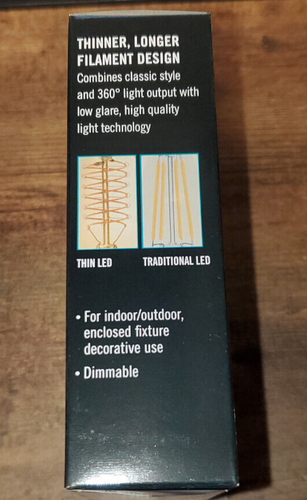 THINNER, LONGER
FILAMENT DESIGN
Combines classic style
and 360° light output with
low glare, high quality
light technology
THIN LED
TRADITIONAL LED
• For indoor/outdoor,
enclosed fixture
decorative use
• Dimmable